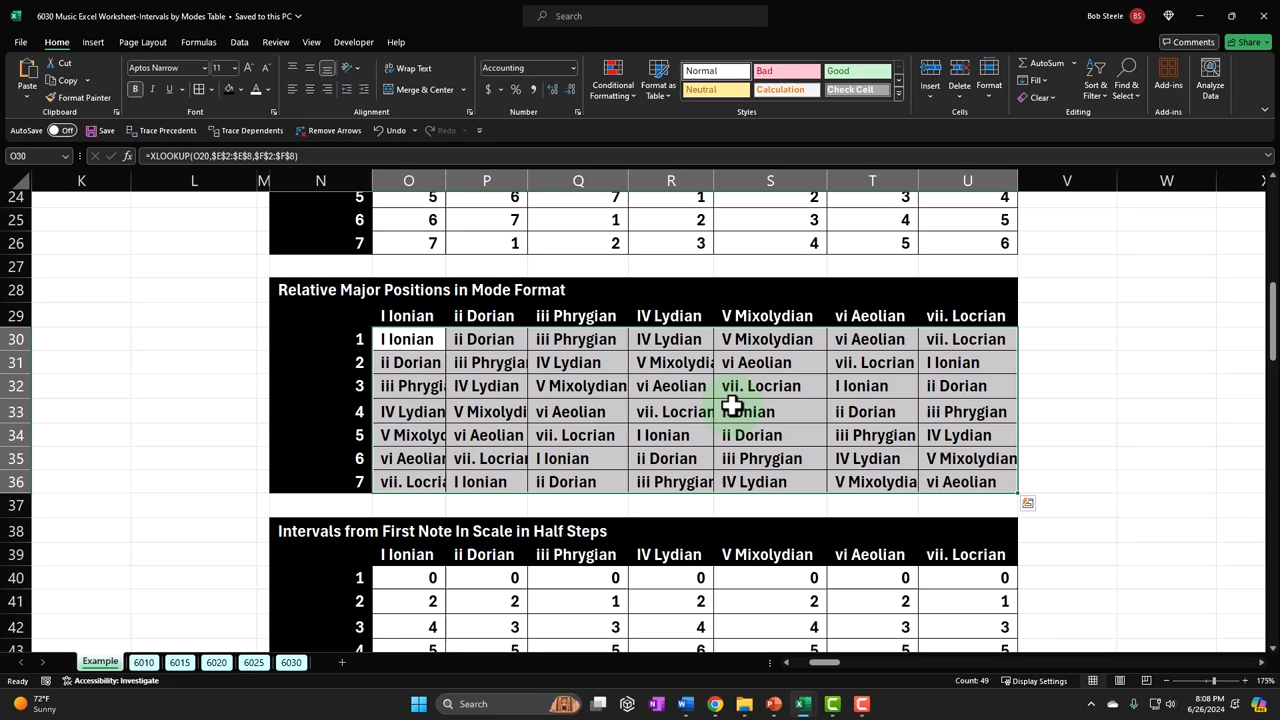 6030 Music Excel Worksheet-Intervals by Modes Table • Saved to this PC
Search
Bob Steele BS
File Home Insert Page Layout Formulas Data Review View Developer Help
Comments Share
Paste Cut Copy Format Painter
Aptos Narrow 11
Wrap Text
Merge & Center
Accounting
Conditional Formatting
Format as Table
Normal Bad Good
Neutral Calculation Check Cell
Insert Delete Format
AutoSum
Fill
Clear
Sort & Filter
Find & Select
Add-ins
Analyze Data
Clipboard Font Alignment Number Styles Cells Editing Add-ins
AutoSave Off Save Trace Precedents Trace Dependents Remove Arrows Undo Redo
O30 =XLOOKUP(O20,$E$2:$E$8,$F$2:$F$8)
K L M N O P Q R S T U V W X
24 5 5 6 7 1 2 3 4
25 6 6 7 1 2 3 4 5
26 7 7 1 2 3 4 5 6
27
28 Relative Major Positions in Mode Format
29 I Ionian ii Dorian iii Phrygian IV Lydian V Mixolydian vi Aeolian vii. Locrian
30 1 I Ionian ii Dorian iii Phrygian IV Lydian V Mixolydian vi Aeolian vii. Locrian
31 2 ii Dorian iii Phrygian IV Lydian V Mixolydia vi Aeolian vii. Locrian I Ionian
32 3 iii Phrygi IV Lydian V Mixolydian vi Aeolian vii. Locrian I Ionian ii Dorian
33 4 IV Lydian V Mixolydi vi Aeolian vii. Locrian I Ionian ii Dorian iii Phrygian
34 5 V Mixolyd vi Aeolian vii. Locrian I Ionian ii Dorian iii Phrygian IV Lydian
35 6 vi Aeolian vii. Locrian I Ionian ii Dorian iii Phrygian IV Lydian V Mixolydian
36 7 vii. Locria I Ionian ii Dorian iii Phrygian IV Lydian V Mixolydia vi Aeolian
37
38 Intervals from First Note In Scale in Half Steps
39 I Ionian ii Dorian iii Phrygian IV Lydian V Mixolydian vi Aeolian vii. Locrian
40 1 0 0 0 0 0 0 0
41 2 2 2 1 2 2 2 1
42 3 4 3 3 4 4 3 3
43 4 5 5 5 6 5 5 5
Example 6010 6015 6020 6025 6030
Ready Accessibility: Investigate Count: 49 Display Settings 175%
72°F
Sunny
Search
8:08 PM
6/26/2024